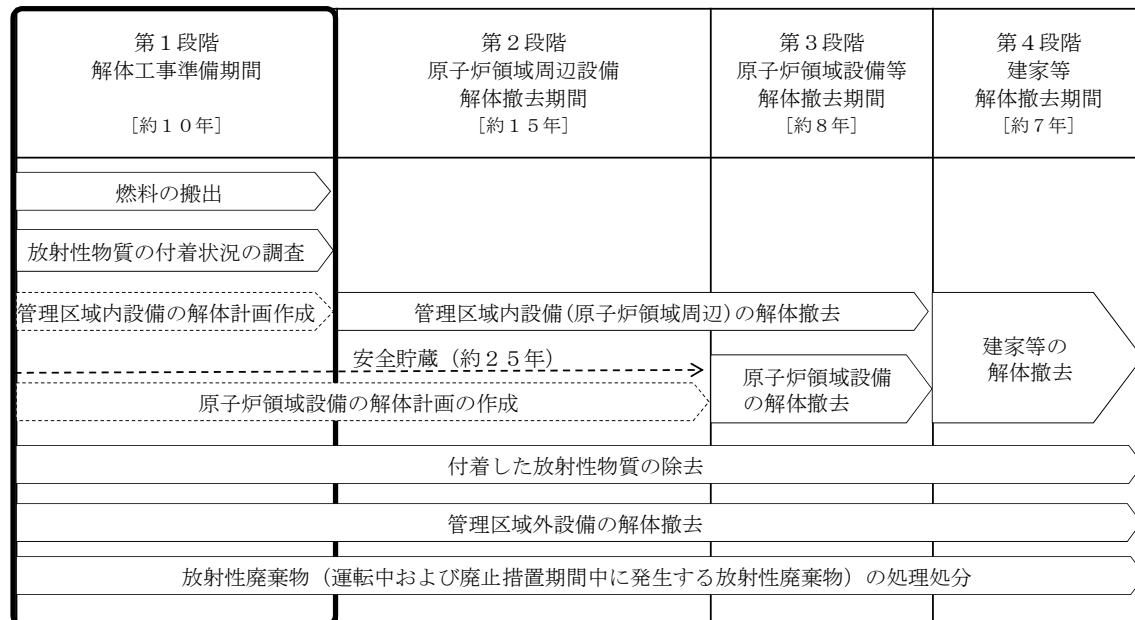 第１段階
解体工事準備期間
［約１０年］
第２段階
原子炉領域周辺設備
解体撤去期間
［約１５年］
第３段階
原子炉領域設備等
解体撤去期間
［約８年］
第４段階
建家等
解体撤去期間
［約７年］
燃料の搬出
放射性物質の付着状況の調査
管理区域内設備の解体計画作成
管理区域内設備(原子炉領域周辺)の解体撤去
建家等の
解体撤去
安全貯蔵（約２５年）
原子炉領域設備の解体計画の作成
原子炉領域設備
の解体撤去
付着した放射性物質の除去
管理区域外設備の解体撤去
放射性廃棄物（運転中および廃止措置期間中に発生する放射性廃棄物）の処理処分